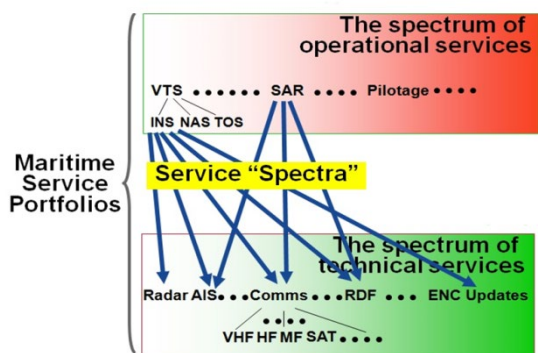 The spectrum of
operational services
VTS •••••• SAR •••• Pilotage ••••
INS NAS TOS
Maritime
Service
Portfolios
Service “Spectra”
The spectrum of
technical services
Radar AIS •••Comms•••RDF ••• ENC Updates
••••
VHF HF MF SAT ••••